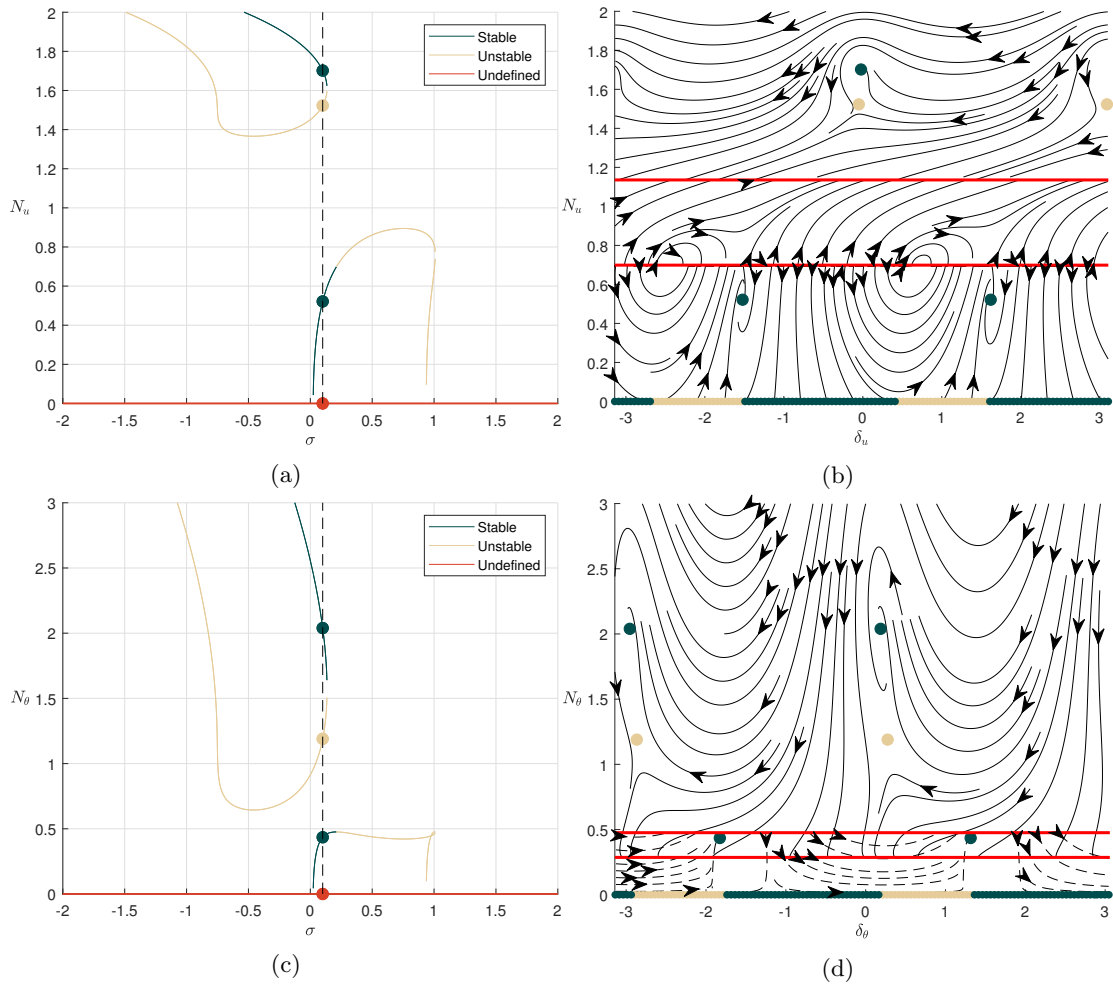 2
1.8
1.6
1.4
1.2
N_u
1
0.8
0.6
0.4
0.2
0
-2 -1.5 -1 -0.5 0 0.5 1 1.5 2
σ
Stable
Unstable
Undefined
(a)
2
1.8
1.6
1.4
1.2
N_u
1
0.8
0.6
0.4
0.2
0
-3 -2 -1 0 1 2 3
δ_u
(b)
3
2.5
2
N_θ
1.5
1
0.5
0
-2 -1.5 -1 -0.5 0 0.5 1 1.5 2
σ
Stable
Unstable
Undefined
(c)
3
2.5
2
N_θ
1.5
1
0.5
0
-3 -2 -1 0 1 2 3
δ_θ
(d)